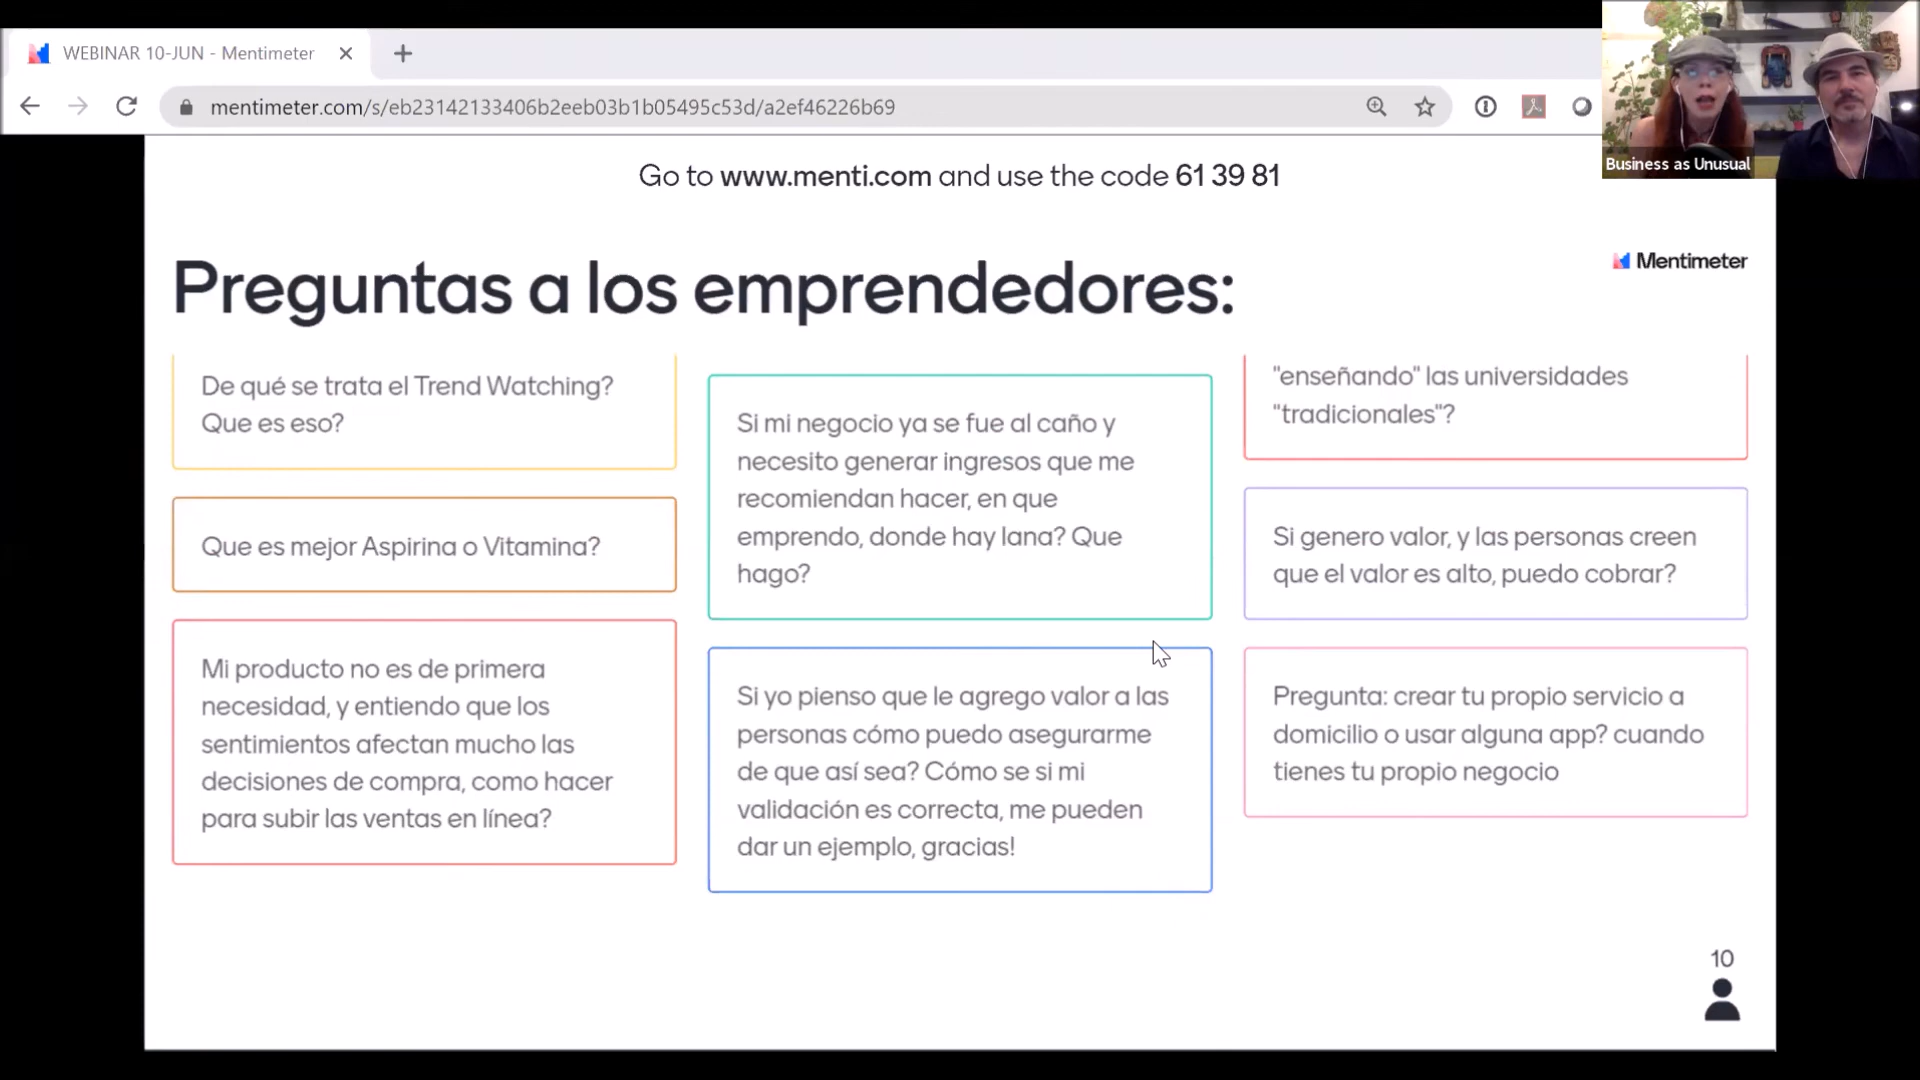 WEBINAR 10-JUN - Mentimeter
mentimeter.com/s/eb23142133406b2eeb03b1b05495c53d/a2ef46226b69
Business as Unusual
Go to www.menti.com and use the code 61 39 81
Mentimeter
Preguntas a los emprendedores:
De qué se trata el Trend Watching?
Que es eso?
Que es mejor Aspirina o Vitamina?
Mi producto no es de primera
necesidad, y entiendo que los
sentimientos afectan mucho las
decisiones de compra, como hacer
para subir las ventas en línea?
Si mi negocio ya se fue al caño y
necesito generar ingresos que me
recomiendan hacer, en que
emprendo, donde hay lana? Que
hago?
Si yo pienso que le agrego valor a las
personas cómo puedo asegurarme
de que así sea? Cómo se si mi
validación es correcta, me pueden
dar un ejemplo, gracias!
"enseñando" las universidades
"tradicionales"?
Si genero valor, y las personas creen
que el valor es alto, puedo cobrar?
Pregunta: crear tu propio servicio a
domicilio o usar alguna app? cuando
tienes tu propio negocio
10